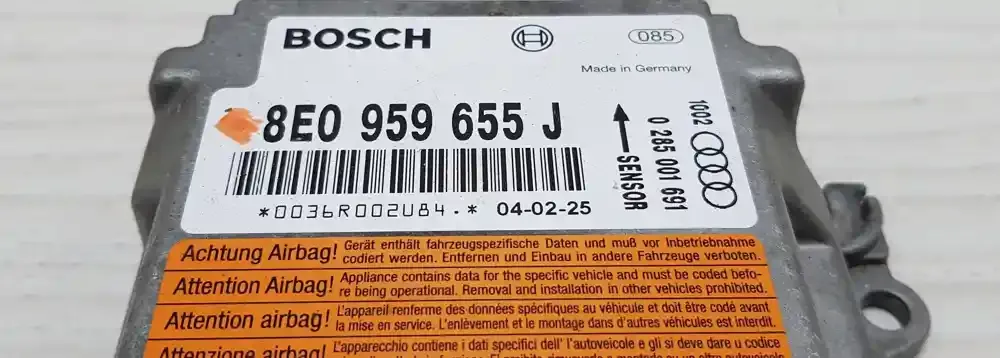 BOSCH
085
Made in Germany
8E0 959 655 J
*0036R002U84.*
04-02-25
SENSOR
0 285 001 691
1002
Achtung Airbag!
Gerät enthält fahrzeugspezifische Daten und muß vor Inbetriebnahme
codiert werden. Entfernen und Einbau in andere Fahrzeuge verboten.
Attention Airbag!
Appliance contains data for the specific vehicle and must be coded befo-
re being operational. Removal and installation in other vehicles prohibited.
Attention airbag!
L'appareil renferme des données spécifiques au véhicule et doit être codé avant
la mise en service. L'enlèvement et le montage dans d'autres véhicules est interdit.
Attenzione airbag!
L'apparecchio contiene i dati specifici dell' l'autoveicolo e gli si deve dare u codice